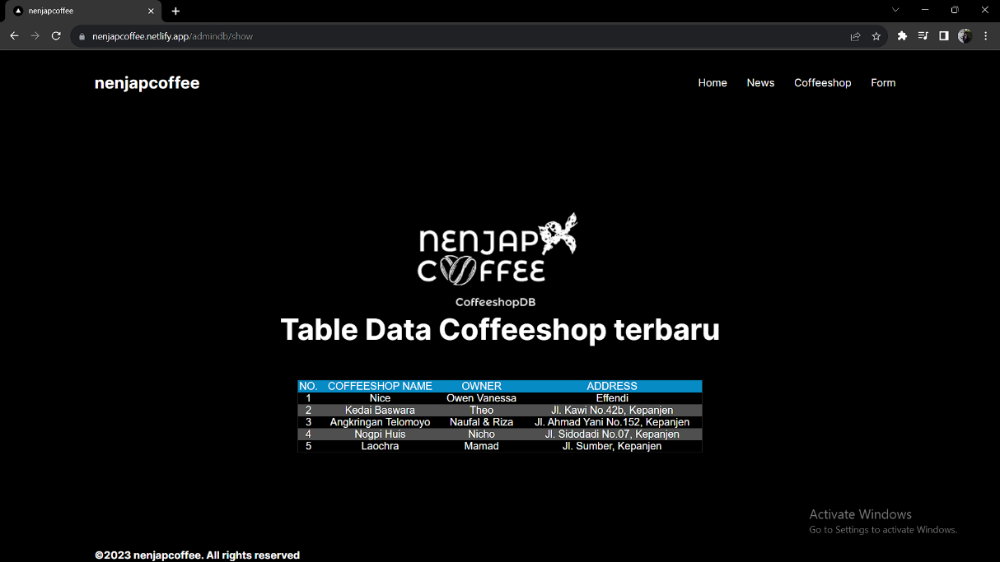 nenjapcoffee
nenjapcoffee.netlify.app/admindb/show
nenjapcoffee Home News Coffeeshop Form
NENJAP
COFFEE
CoffeeshopDB
Table Data Coffeeshop terbaru
NO. COFFEESHOP NAME OWNER ADDRESS
1 Nice Owen Vanessa Effendi
2 Kedai Baswara Theo Jl. Kawi No.42b, Kepanjen
3 Angkringan Telomoyo Naufal & Riza Jl. Ahmad Yani No.152, Kepanjen
4 Nogpi Huis Nicho Jl. Sidodadi No.07, Kepanjen
5 Laochra Mamad Jl. Sumber, Kepanjen
Activate Windows
Go to Settings to activate Windows.
©2023 nenjapcoffee. All rights reserved